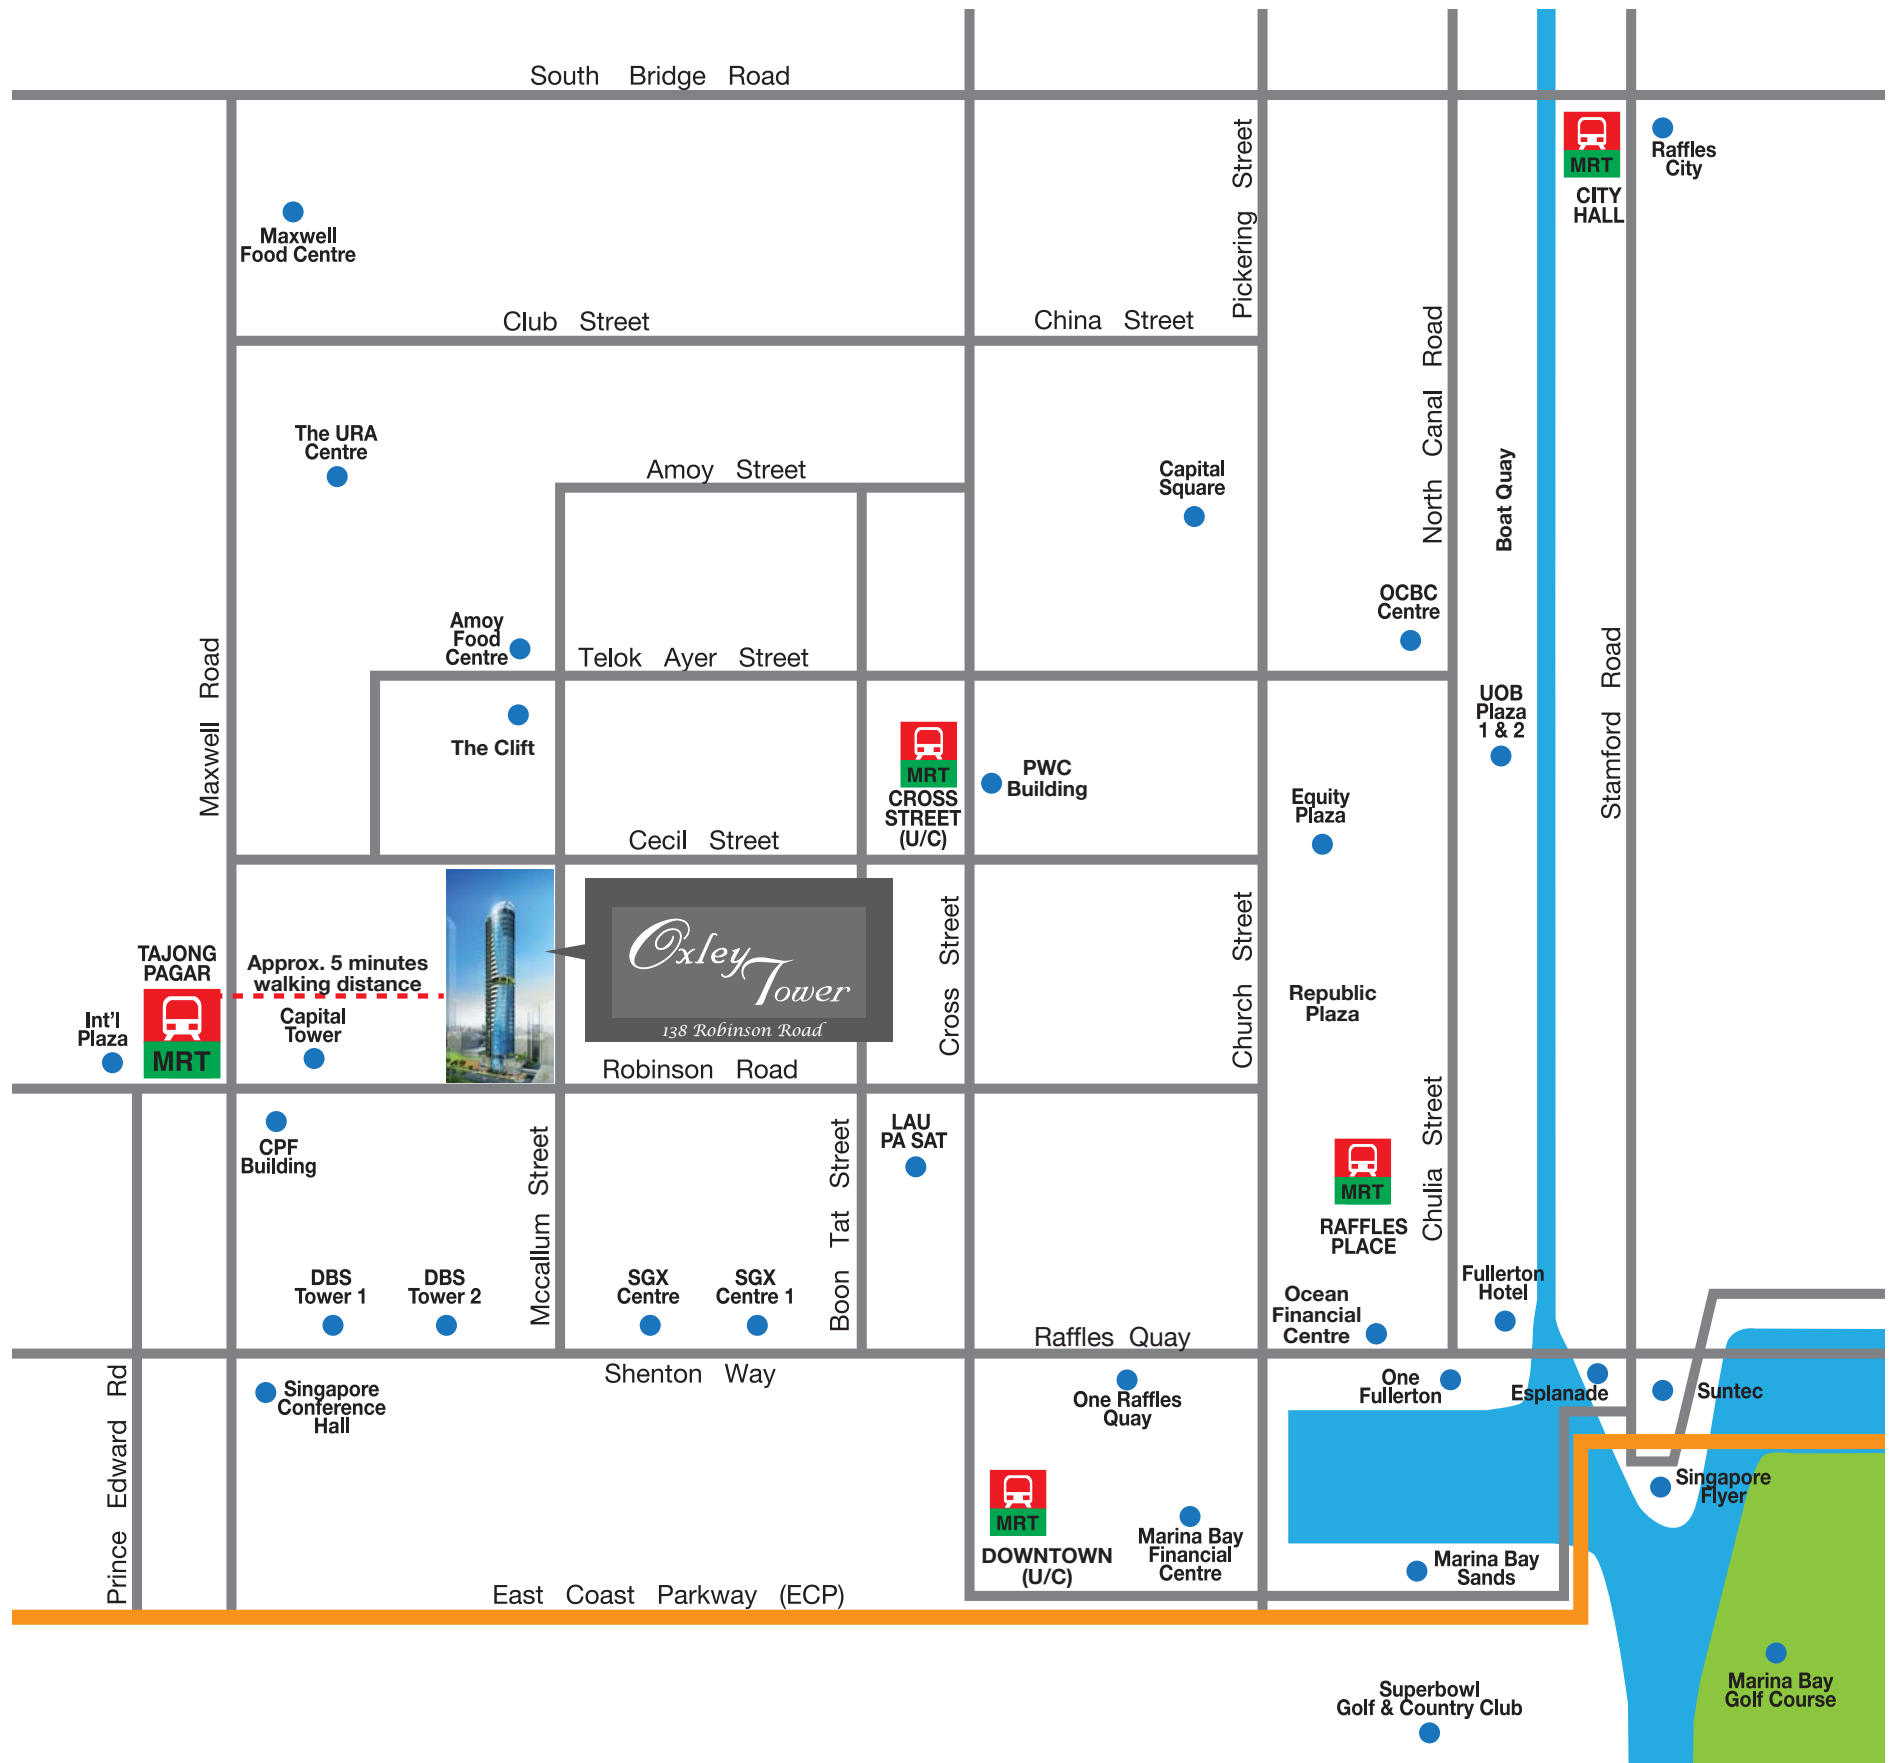 South Bridge Road
Pickering Street
MRT
CITY
HALL
Raffles
City
Maxwell
Food Centre
Club Street
China Street
North Canal Road
The URA
Centre
Amoy Street
Capital
Square
Boat Quay
OCBC
Centre
Amoy
Food
Centre
Telok Ayer Street
Maxwell Road
Stamford Road
The Clift
MRT
CROSS
STREET
(U/C)
PWC
Building
UOB
Plaza
1 & 2
Equity
Plaza
Cecil Street
Oxley
Tower
138 Robinson Road
Cross Street
Church Street
TAJONG
PAGAR
MRT
Approx. 5 minutes
walking distance
Int'l
Plaza
Capital
Tower
Republic
Plaza
Robinson Road
CPF
Building
Mccallum Street
Boon Tat Street
LAU
PA SAT
MRT
RAFFLES
PLACE
Chulia Street
DBS
Tower 1
DBS
Tower 2
SGX
Centre
SGX
Centre 1
Ocean
Financial
Centre
Fullerton
Hotel
Raffles Quay
Shenton Way
Prince Edward Rd
Singapore
Conference
Hall
One Raffles
Quay
One
Fullerton
Esplanade
Suntec
Singapore
Flyer
MRT
DOWNTOWN
(U/C)
Marina Bay
Financial
Centre
Marina Bay
Sands
East Coast Parkway (ECP)
Superbowl
Golf & Country Club
Marina Bay
Golf Course